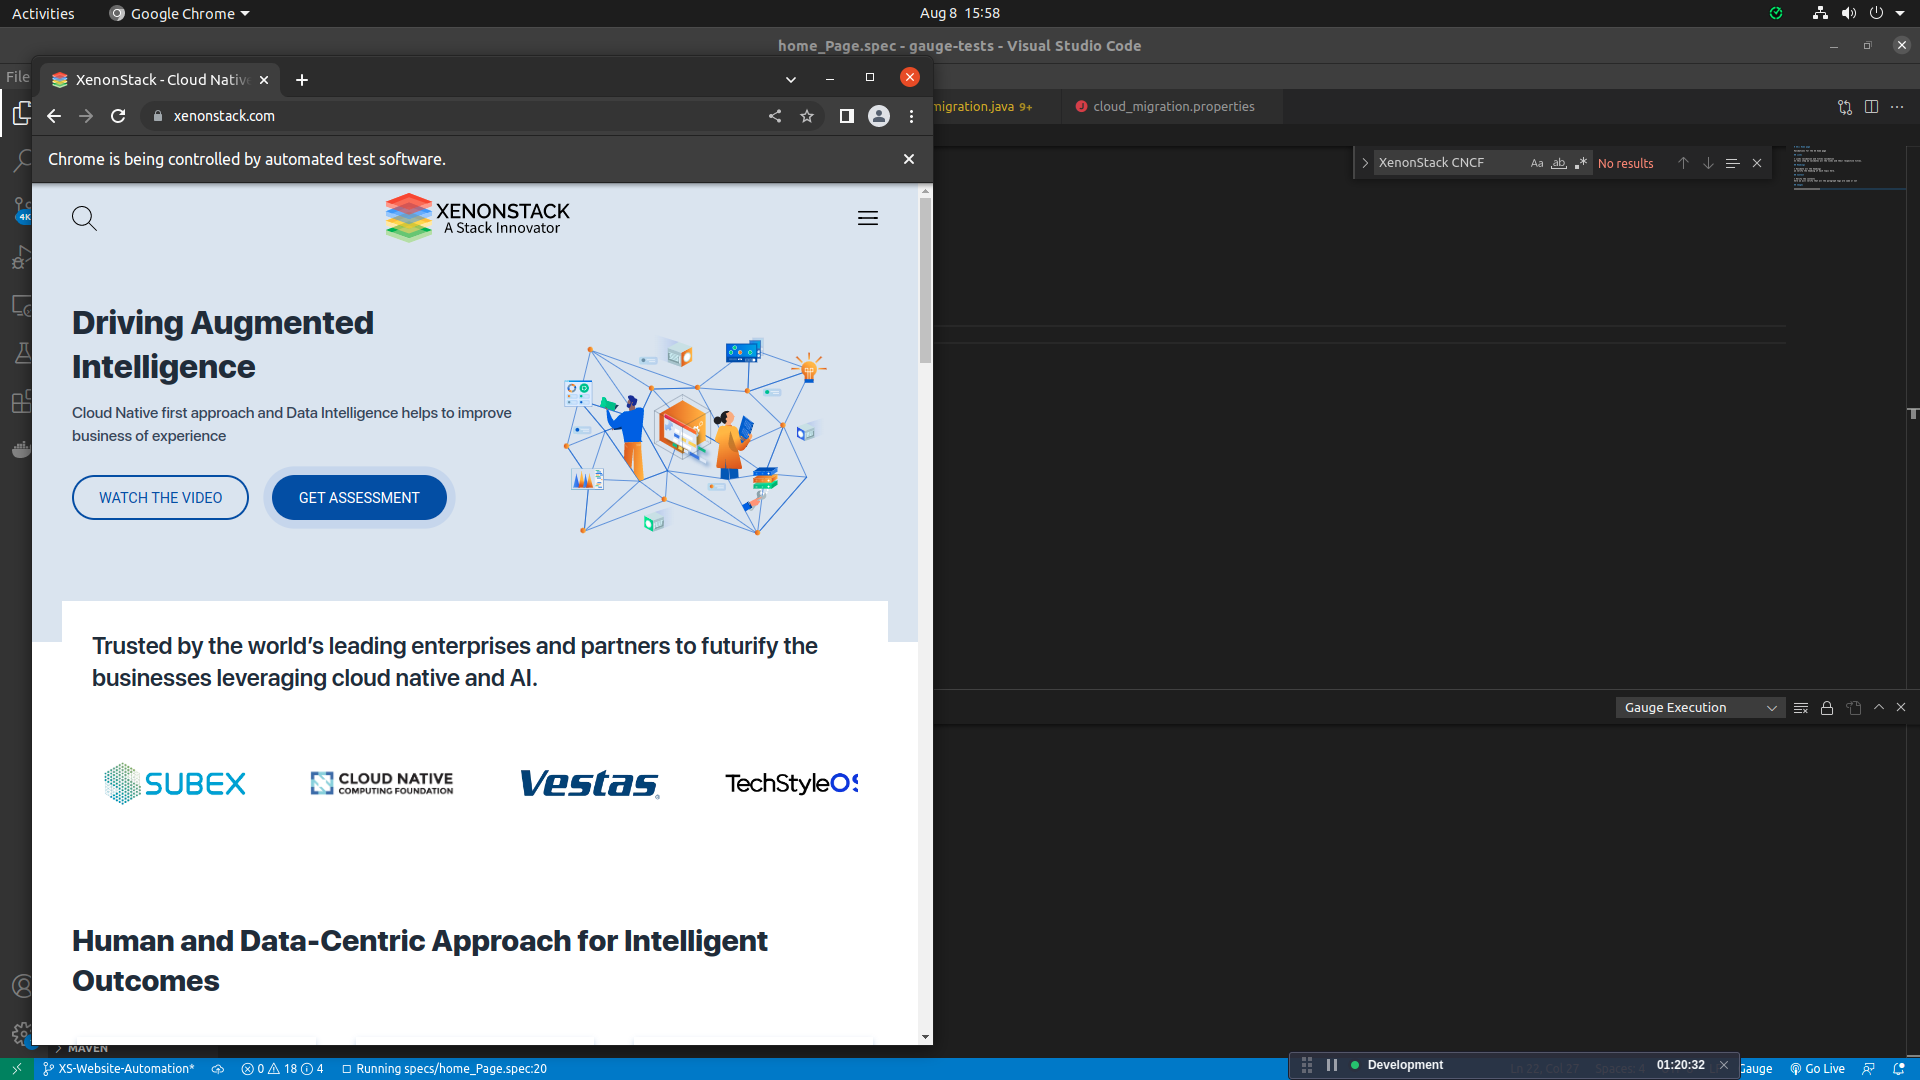 Activities
Google Chrome
Aug 8 15:58
home_Page.spec - gauge-tests - Visual Studio Code
File
XenonStack - Cloud Native
xenonstack.com
Chrome is being controlled by automated test software.
migration.java 9+
cloud_migration.properties
XenonStack CNCF
Aa
ab
No results
4K
XENONSTACK
A Stack Innovator
Driving Augmented
Intelligence
Cloud Native first approach and Data Intelligence helps to improve
business of experience
WATCH THE VIDEO
GET ASSESSMENT
Trusted by the world's leading enterprises and partners to futurify the
businesses leveraging cloud native and AI.
SUBEX
CLOUD NATIVE
COMPUTING FOUNDATION
Vestas
TechStyleOS
Gauge Execution
Human and Data-Centric Approach for Intelligent
Outcomes
MAVEN
XS-Website-Automation*
0
18
4
Running specs/home_Page.spec:20
Development
01:20:32
Gauge
Go Live